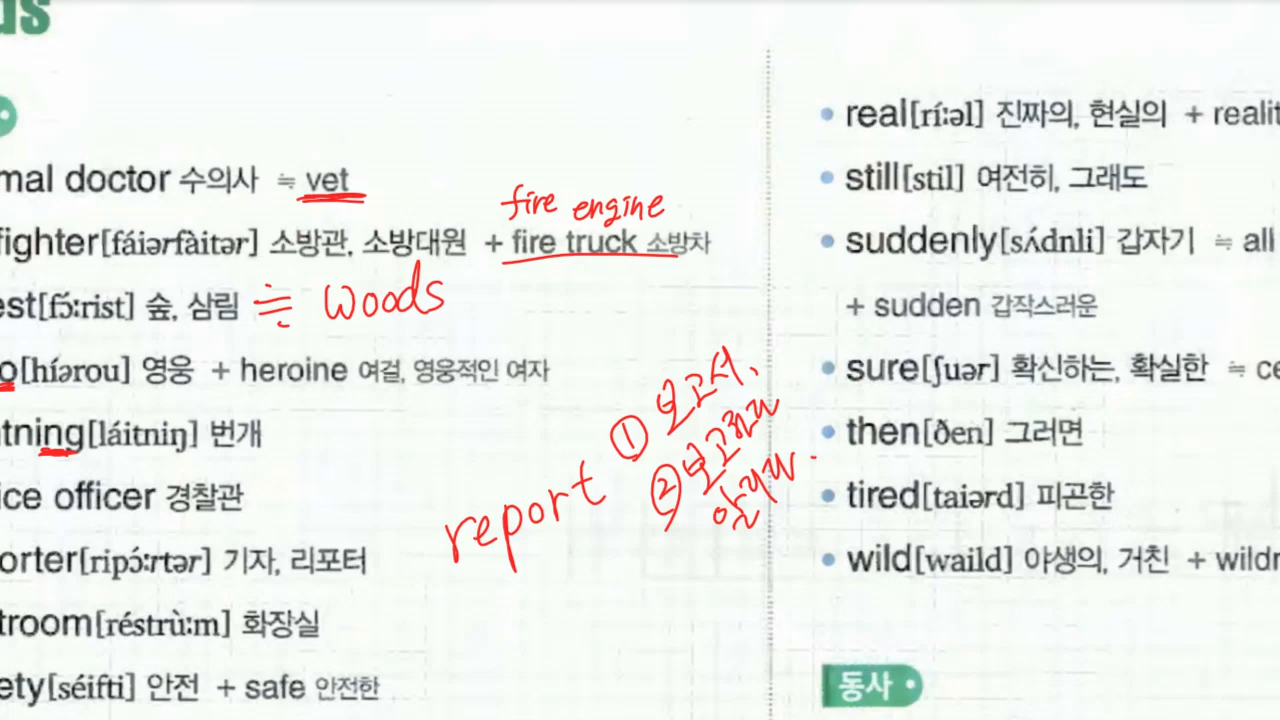 ds
mal doctor 수의사 ≒ vet
fire engine
fighter[fáiərfàitər] 소방관, 소방대원 + fire truck 소방차
est[fɔ́:rist] 숲, 삼림 ≒ woods
o[híərou] 영웅 + heroine 여걸, 영웅적인 여자
tning[láitniŋ] 번개
ice officer 경찰관
orter[ripɔ́:rtər] 기자, 리포터
report ① 보고서,
② 보고하다
알리다.
troom[réstrù:m] 화장실
ety[séifti] 안전 + safe 안전한
real[rí:əl] 진짜의, 현실의 + realit
still[stil] 여전히, 그래도
suddenly[sʌ́dnli] 갑자기 ≒ all
+ sudden 갑작스러운
sure[ʃuər] 확신하는, 확실한 ≒ ce
then[ðen] 그러면
tired[taiərd] 피곤한
wild[waild] 야생의, 거친 + wildn
동사